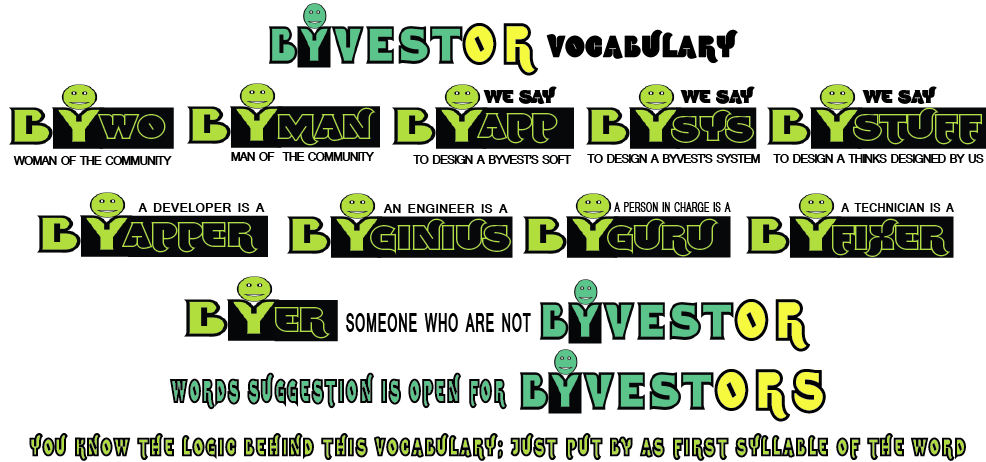 BYVESTOR VOCABULARY
WE SAY WE SAY WE SAY
BYWO BYMAN BYAPP BYSYS BYSTUFF
WOMAN OF THE COMMUNITY MAN OF THE COMMUNITY TO DESIGN A BYVEST'S SOFT TO DESIGN A BYVEST'S SYSTEM TO DESIGN A THINKS DESIGNED BY US
A DEVELOPER IS A AN ENGINEER IS A A PERSON IN CHARGE IS A A TECHNICIAN IS A
BYAPPER BYGINIUS BYGURU BYFIXER
BYER SOMEONE WHO ARE NOT BYVESTOR
WORDS SUGGESTION IS OPEN FOR BYVESTORS
YOU KNOW THE LOGIC BEHIND THIS VOCABULARY; JUST PUT BY AS FIRST SYLLABLE OF THE WORD